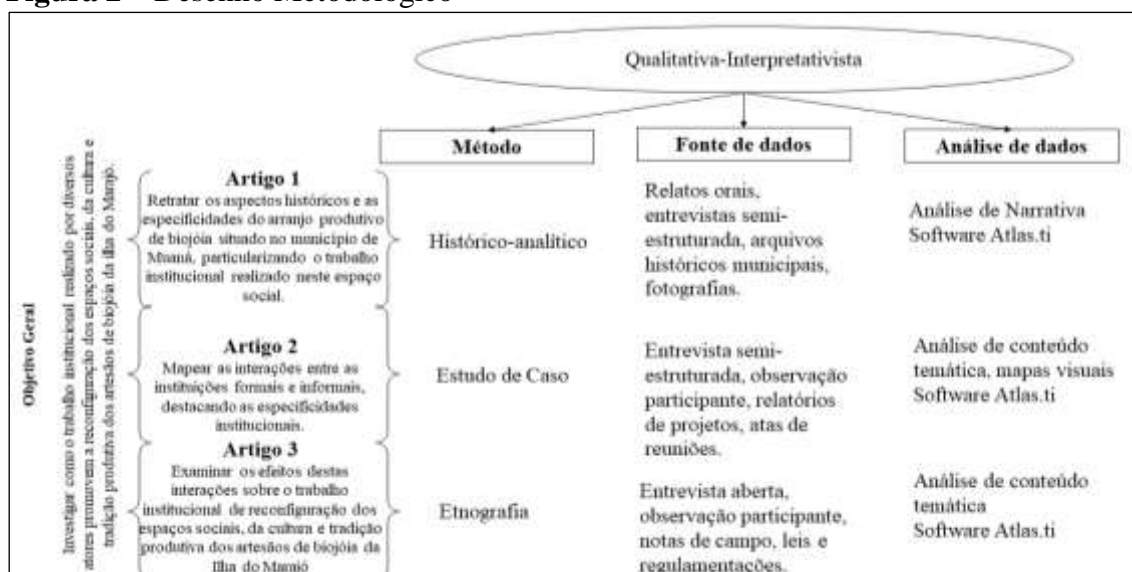 Figura 2 – Desenho Metodológico
Qualitativa-Interpretativista
Método
Fonte de dados
Análise de dados
Objetivo Geral
Investigar como o trabalho institucional realizado por diversos
atores promovem a reconfiguração dos espaços sociais, da cultura e
tradição produtiva dos artesãos de biojóia da ilha do Marajó.
Artigo 1
Retratar os aspectos históricos e as
especificidades do arranjo produtivo
de biojóia situado no município de
Muaná, particularizando o trabalho
institucional realizado neste espaço
social.
Histórico-analítico
Relatos orais,
entrevistas semi-
estruturada, arquivos
históricos municipais,
fotografias.
Análise de Narrativa
Software Atlas.ti
Artigo 2
Mapear as interações entre as
instituições formais e informais,
destacando as especificidades
institucionais.
Estudo de Caso
Entrevista semi-
estruturada, observação
participante, relatórios
de projetos, atas de
reuniões.
Análise de conteúdo
temática, mapas visuais
Software Atlas.ti
Artigo 3
Examinar os efeitos destas
interações sobre o trabalho
institucional de reconfiguração dos
espaços sociais, da cultura e tradição
produtiva dos artesãos de biojóia da
Ilha do Marajó
Etnografia
Entrevista aberta,
observação participante,
notas de campo, leis e
regulamentações.
Análise de conteúdo
temática
Software Atlas.ti